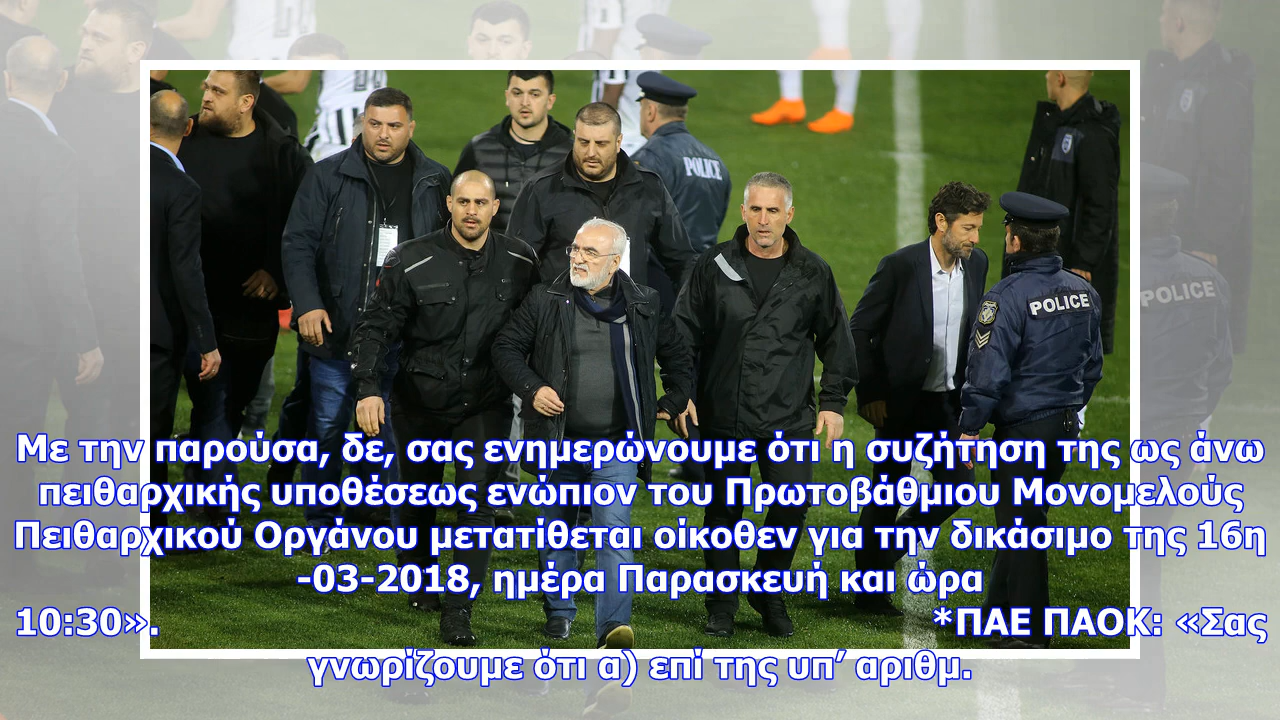 POLICE
POLICE
POLICE
Με την παρούσα, δε, σας ενημερώνουμε ότι η συζήτηση της ως άνω
πειθαρχικής υποθέσεως ενώπιον του Πρωτοβάθμιου Μονομελούς
Πειθαρχικού Οργάνου μετατίθεται οίκοθεν για την δικάσιμο της 16η
-03-2018, ημέρα Παρασκευή και ώρα
10:30». *ΠΑΕ ΠΑΟΚ: «Σας
γνωρίζουμε ότι α) επί της υπ’ αριθμ.